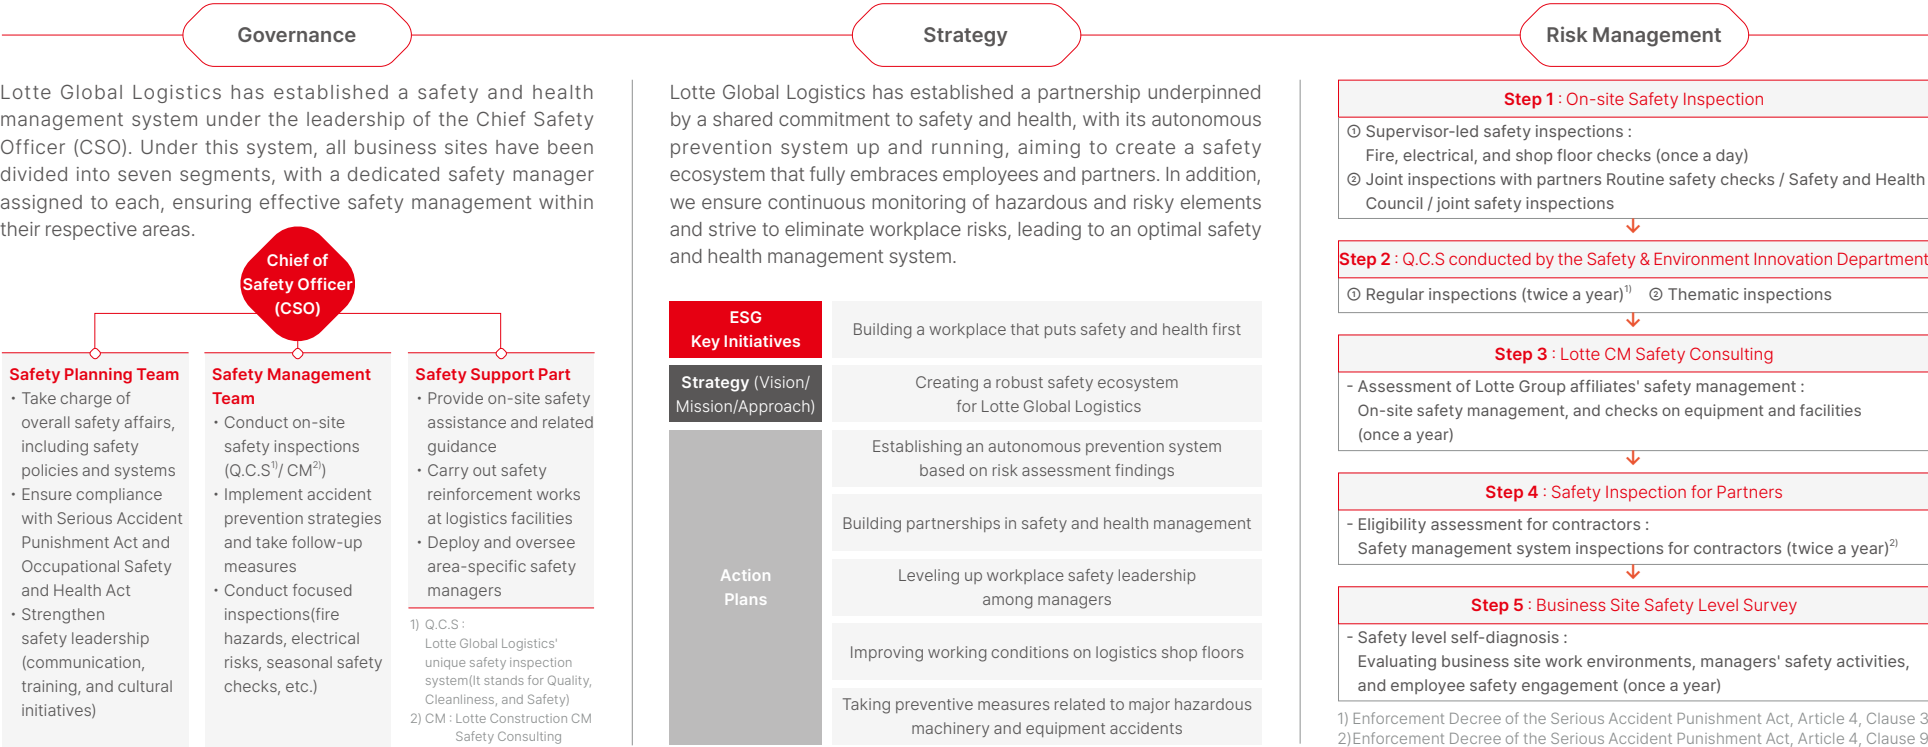 Governance
Lotte Global Logistics has established a safety and health
management system under the leadership of the Chief Safety
Officer (CSO). Under this system, all business sites have been
divided into seven segments, with a dedicated safety manager
assigned to each, ensuring effective safety management within
their respective areas.
Chief of
Safety Officer
(CSO)
Safety Planning Team
・Take charge of
overall safety affairs,
including safety
policies and systems
・Ensure compliance
with Serious Accident
Punishment Act and
Occupational Safety
and Health Act
・Strengthen
safety leadership
(communication,
training, and cultural
initiatives)
Safety Management
Team
・Conduct on-site
safety inspections
(Q.C.S1)/ CM2))
・Implement accident
prevention strategies
and take follow-up
measures
・Conduct focused
inspections(fire
hazards, electrical
risks, seasonal safety
checks, etc.)
Safety Support Part
・Provide on-site safety
assistance and related
guidance
・Carry out safety
reinforcement works
at logistics facilities
・Deploy and oversee
area-specific safety
managers
1) Q.C.S :
Lotte Global Logistics'
unique safety inspection
system(It stands for Quality,
Cleanliness, and Safety)
2) CM : Lotte Construction CM
Safety Consulting
Strategy
Lotte Global Logistics has established a partnership underpinned
by a shared commitment to safety and health, with its autonomous
prevention system up and running, aiming to create a safety
ecosystem that fully embraces employees and partners. In addition,
we ensure continuous monitoring of hazardous and risky elements
and strive to eliminate workplace risks, leading to an optimal safety
and health management system.
ESG
Key Initiatives
Building a workplace that puts safety and health first
Strategy (Vision/
Mission/Approach)
Creating a robust safety ecosystem
for Lotte Global Logistics
Action
Plans
Establishing an autonomous prevention system
based on risk assessment findings
Building partnerships in safety and health management
Leveling up workplace safety leadership
among managers
Improving working conditions on logistics shop floors
Taking preventive measures related to major hazardous
machinery and equipment accidents
Risk Management
Step 1 : On-site Safety Inspection
① Supervisor-led safety inspections :
Fire, electrical, and shop floor checks (once a day)
② Joint inspections with partners Routine safety checks / Safety and Health
Council / joint safety inspections
Step 2 : Q.C.S conducted by the Safety & Environment Innovation Department
① Regular inspections (twice a year)1) ② Thematic inspections
Step 3 : Lotte CM Safety Consulting
- Assessment of Lotte Group affiliates' safety management :
On-site safety management, and checks on equipment and facilities
(once a year)
Step 4 : Safety Inspection for Partners
- Eligibility assessment for contractors :
Safety management system inspections for contractors (twice a year)2)
Step 5 : Business Site Safety Level Survey
- Safety level self-diagnosis :
Evaluating business site work environments, managers' safety activities,
and employee safety engagement (once a year)
1) Enforcement Decree of the Serious Accident Punishment Act, Article 4, Clause 3
2)Enforcement Decree of the Serious Accident Punishment Act, Article 4, Clause 9